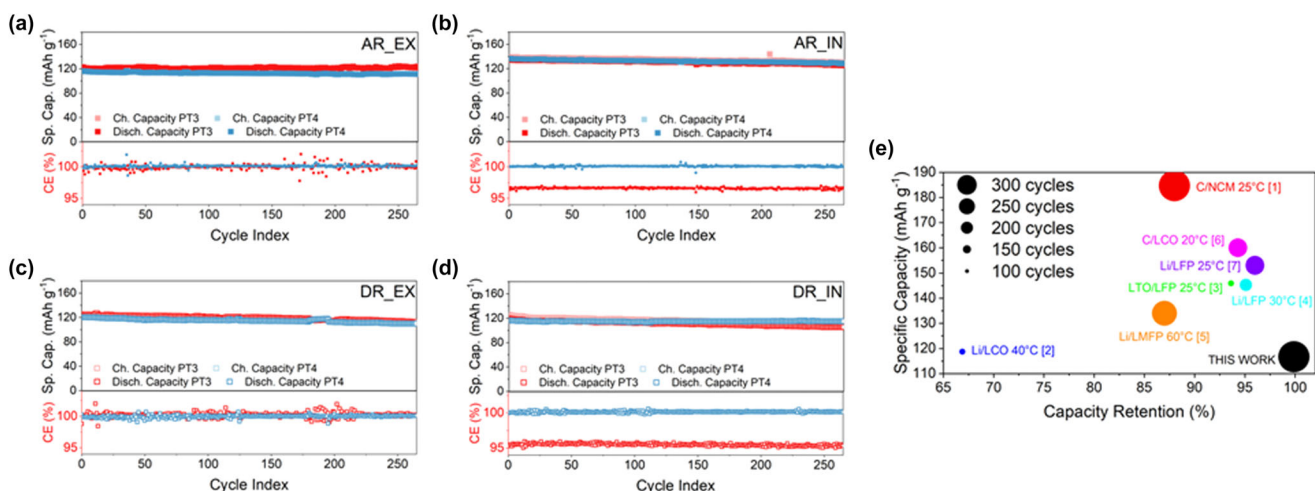 (a)
AR_EX
Sp. Cap. (mAh g⁻¹)
160
120
80
40
0
Ch. Capacity PT3
Ch. Capacity PT4
Disch. Capacity PT3
Disch. Capacity PT4
CE (%)
100
95
0 50 100 150 200 250
Cycle Index
(b)
AR_IN
Sp. Cap. (mAh g⁻¹)
160
120
80
40
0
Ch. Capacity PT3
Ch. Capacity PT4
Disch. Capacity PT3
Disch. Capacity PT4
CE (%)
100
95
0 50 100 150 200 250
Cycle Index
(c)
DR_EX
Sp. Cap. (mAh g⁻¹)
160
120
80
40
0
Ch. Capacity PT3
Ch. Capacity PT4
Disch. Capacity PT3
Disch. Capacity PT4
CE (%)
100
95
0 50 100 150 200 250
Cycle Index
(d)
DR_IN
Sp. Cap. (mAh g⁻¹)
160
120
80
40
0
Ch. Capacity PT3
Ch. Capacity PT4
Disch. Capacity PT3
Disch. Capacity PT4
CE (%)
100
95
0 50 100 150 200 250
Cycle Index
(e)
Specific Capacity (mAh g⁻¹)
190
180
170
160
150
140
130
120
110
300 cycles
250 cycles
200 cycles
150 cycles
100 cycles
C/NCM 25°C [1]
C/LCO 20°C [6]
Li/LFP 25°C [7]
LTO/LFP 25°C [3]
Li/LFP 30°C [4]
Li/LMFP 60°C [5]
Li/LCO 40°C [2]
THIS WORK
65 70 75 80 85 90 95 100
Capacity Retention (%)